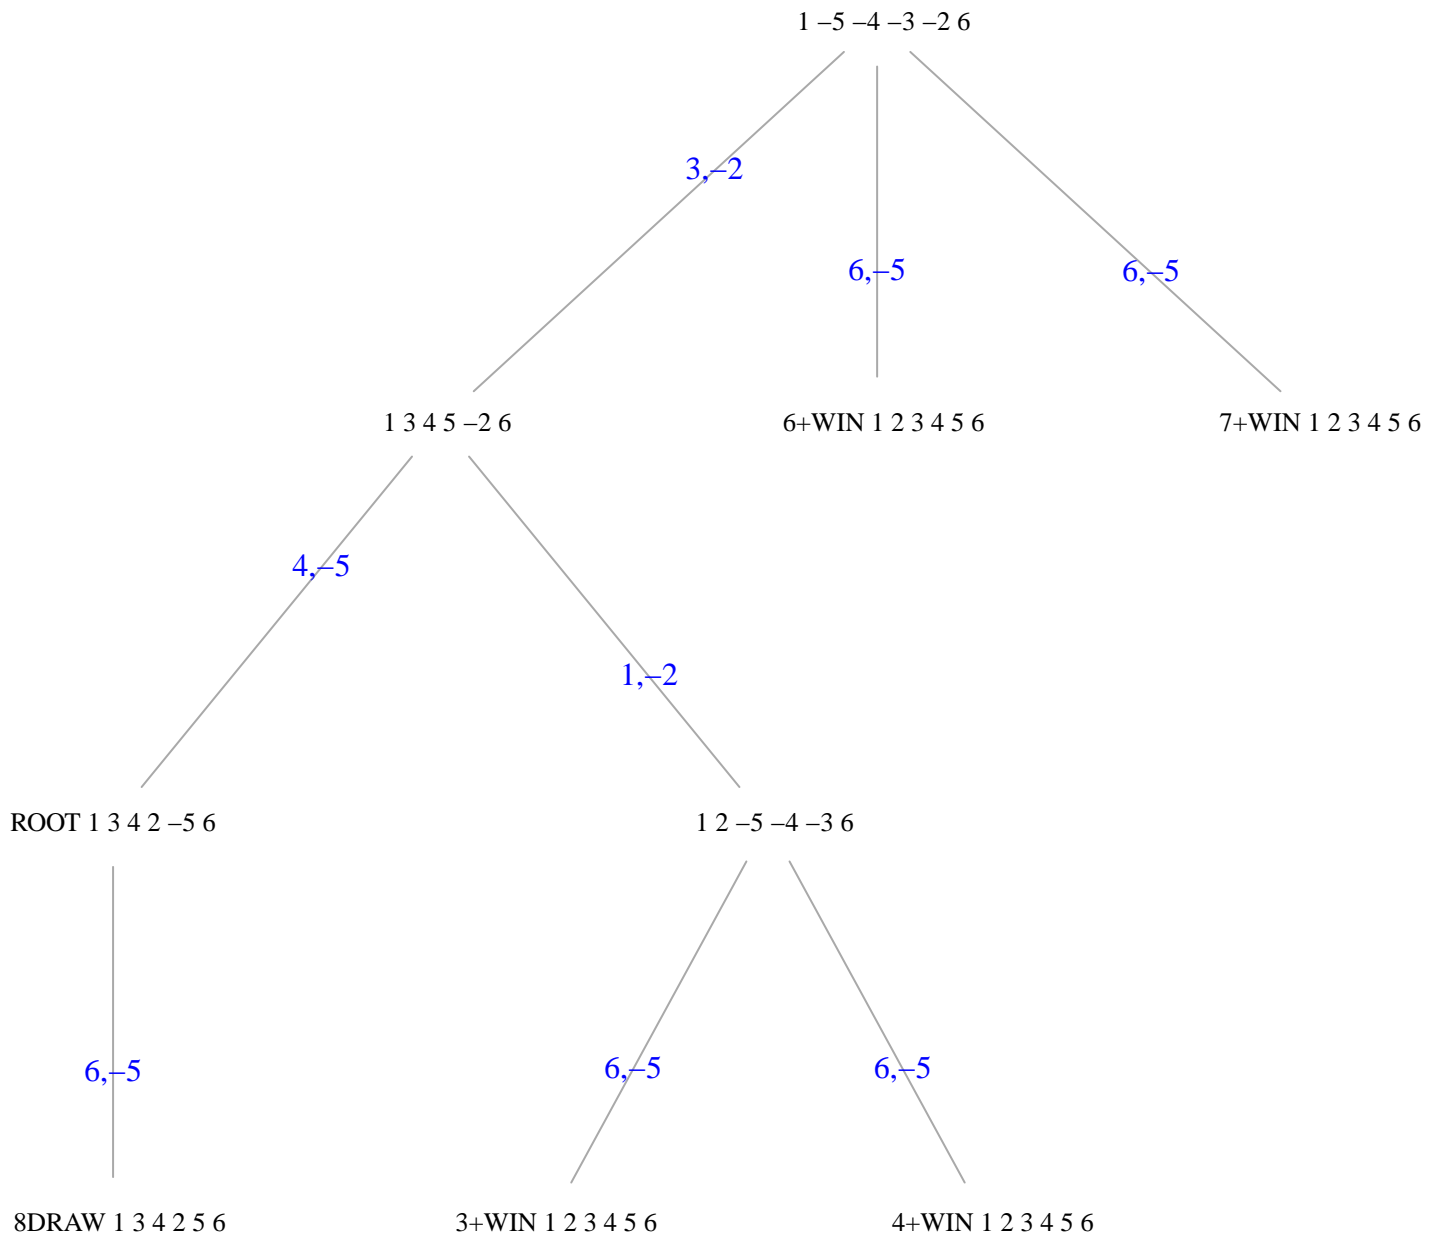 1 –5 –4 –3 –2 6
3,–2
6,–5
6,–5
1 3 4 5 –2 6
6+WIN 1 2 3 4 5 6
7+WIN 1 2 3 4 5 6
4,–5
1,–2
ROOT 1 3 4 2 –5 6
1 2 –5 –4 –3 6
6,–5
6,–5
6,–5
8DRAW 1 3 4 2 5 6
3+WIN 1 2 3 4 5 6
4+WIN 1 2 3 4 5 6